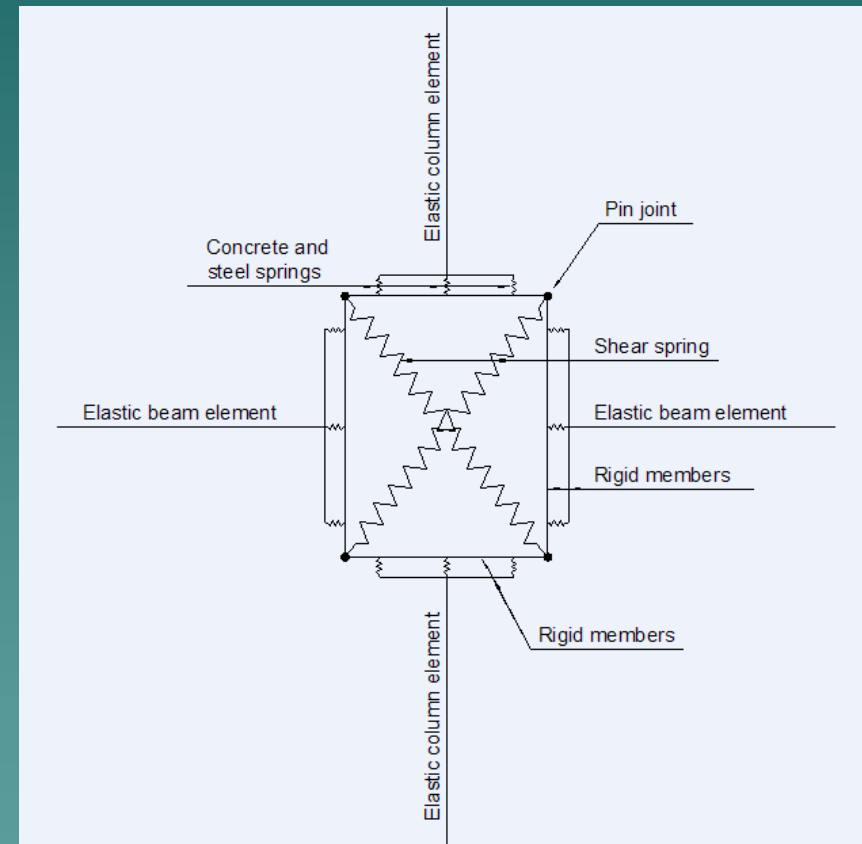 Elastic column element
Pin joint
Concrete and
steel springs
Shear spring
Elastic beam element
Elastic beam element
Rigid members
Rigid members
Elastic column element